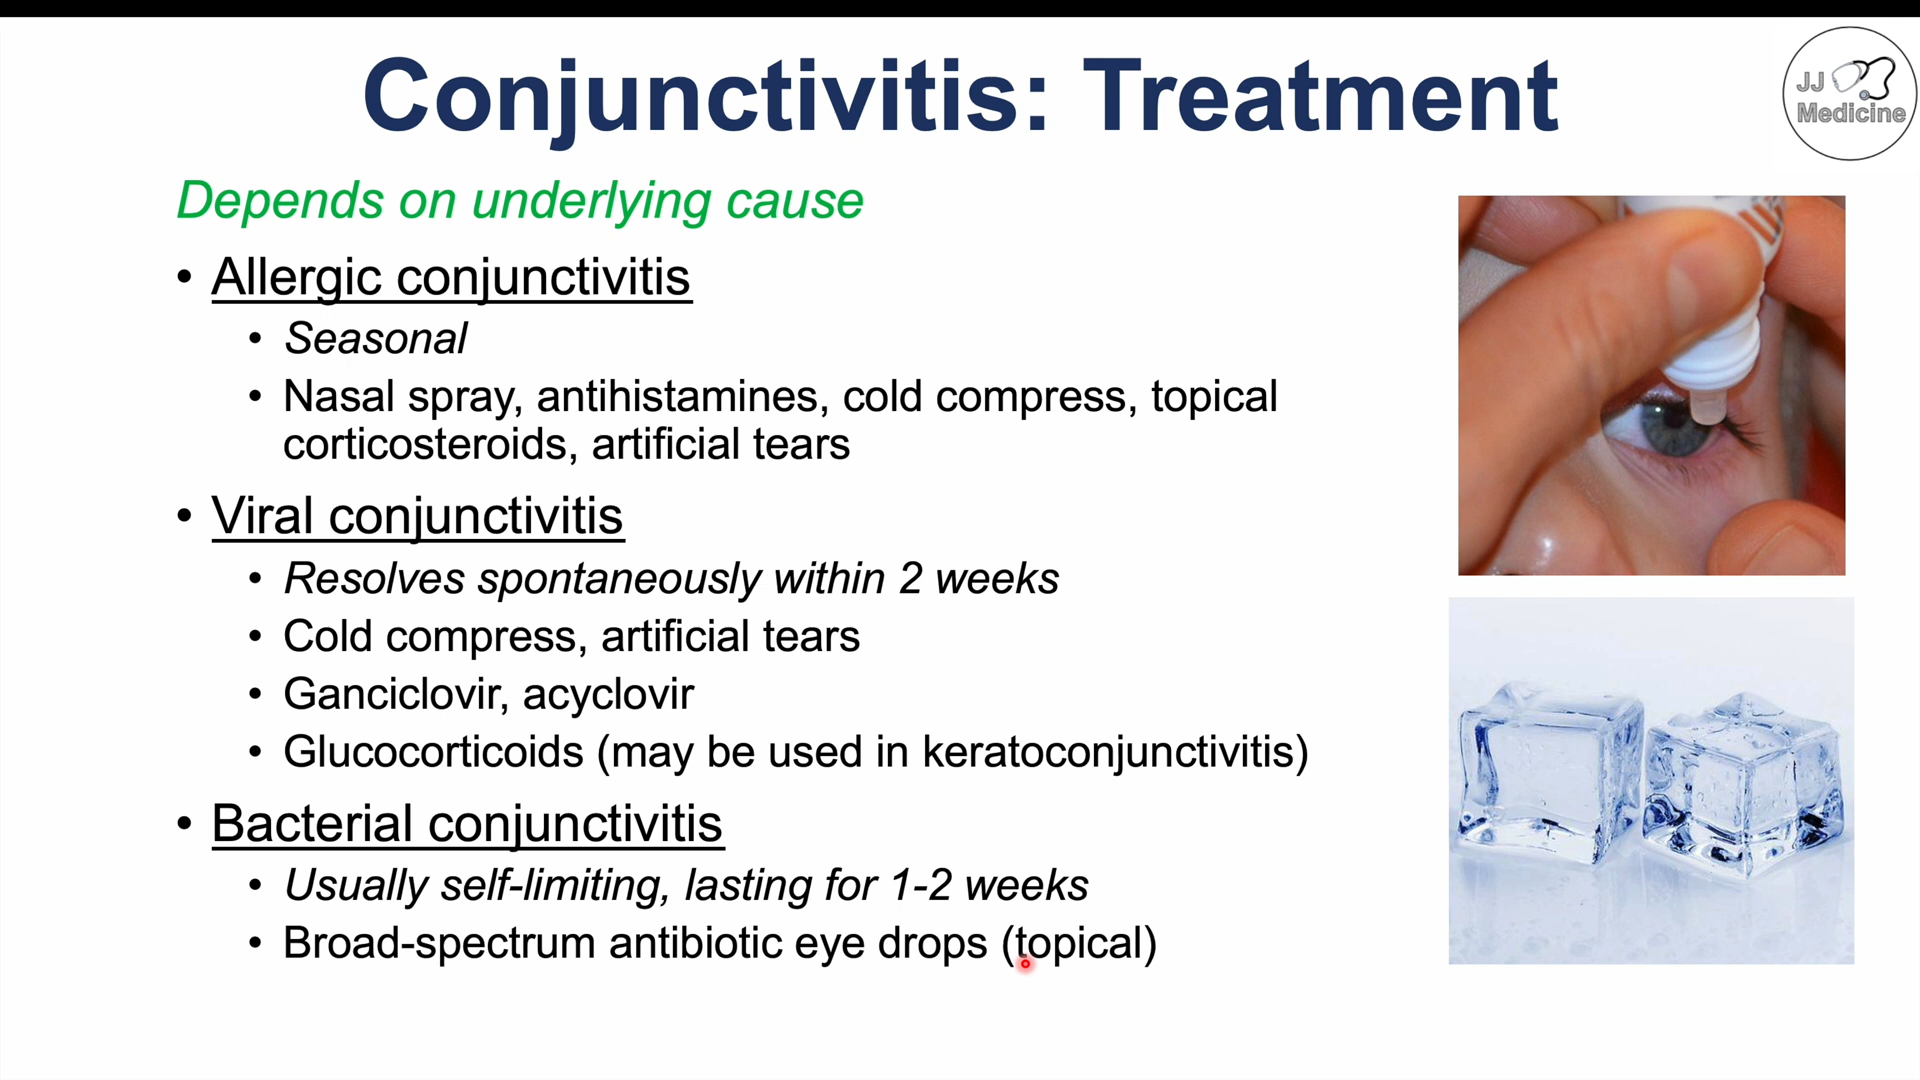 Conjunctivitis: Treatment
JJ
Medicine
Depends on underlying cause
• Allergic conjunctivitis
• Seasonal
• Nasal spray, antihistamines, cold compress, topical
corticosteroids, artificial tears
• Viral conjunctivitis
• Resolves spontaneously within 2 weeks
• Cold compress, artificial tears
• Ganciclovir, acyclovir
• Glucocorticoids (may be used in keratoconjunctivitis)
• Bacterial conjunctivitis
• Usually self-limiting, lasting for 1-2 weeks
• Broad-spectrum antibiotic eye drops (topical)